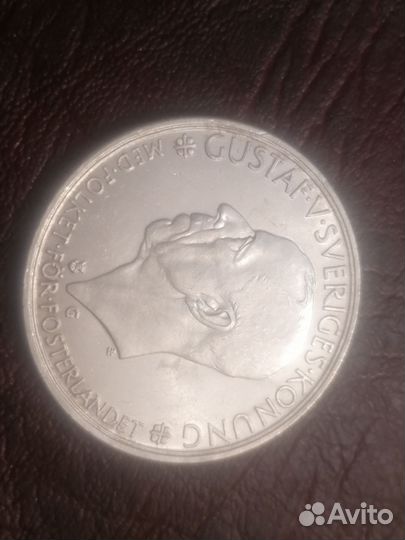 GUSTAF·V·SVERIGES·KONUNG
MED·FOLKET·FÖR·FOSTERLANDET
G
Avito